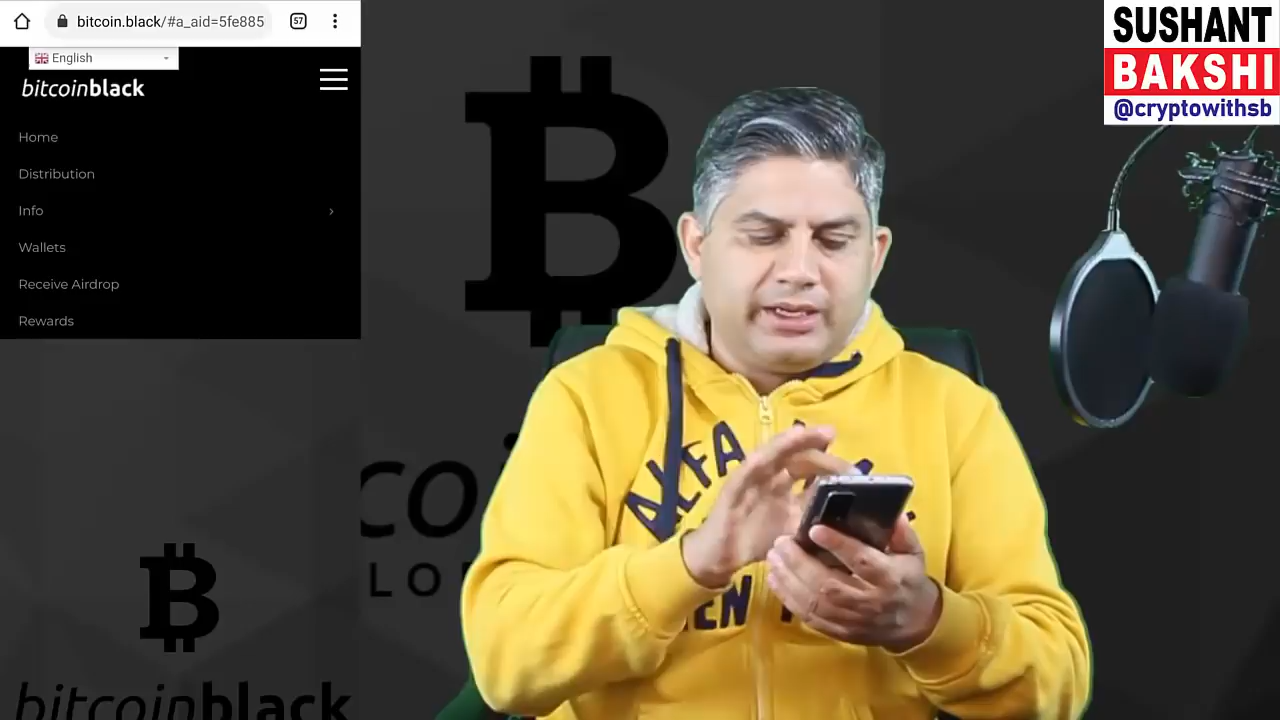 bitcoin.black/#a_aid=5fe885
57
English
bitcoinblack
Home
Distribution
Info
Wallets
Receive Airdrop
Rewards
SUSHANT
BAKSHI
@cryptowithsb
bitcoinblack